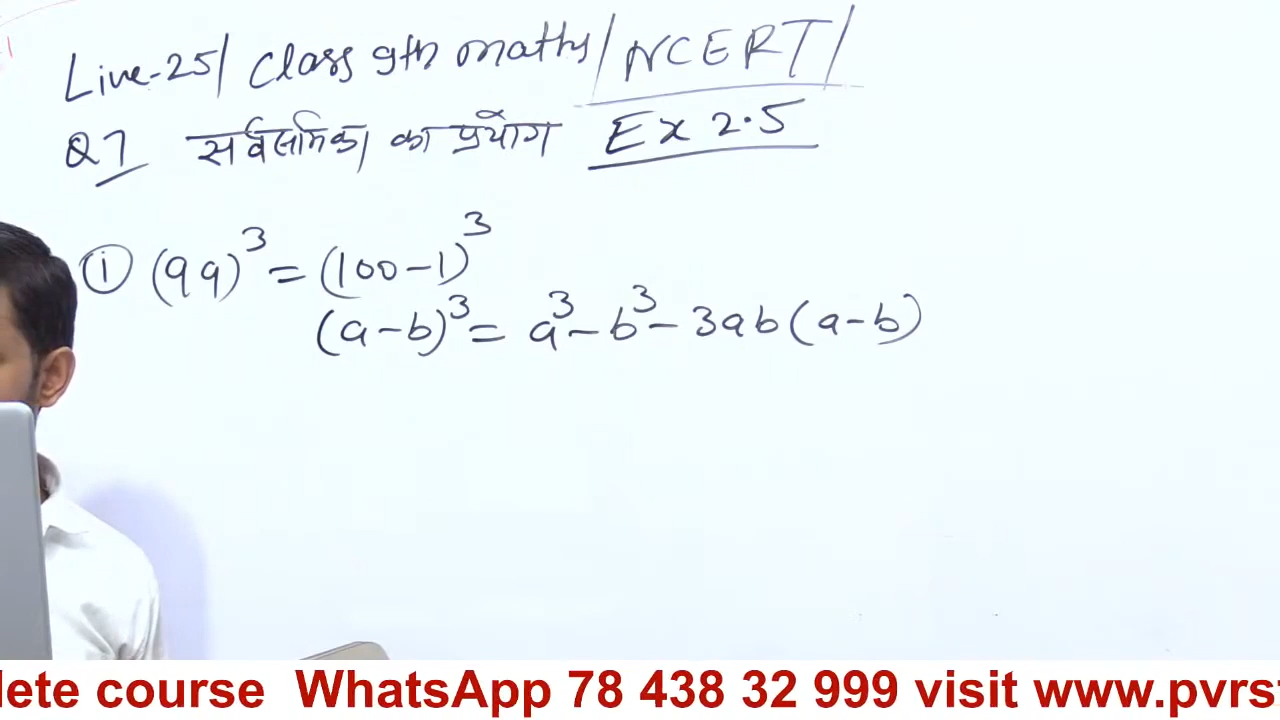 Live-25/ Class 9th maths/NCERT/
Q7 सर्वसमिका का प्रयोग Ex 2.5
① (99)³ = (100-1)³
(a-b)³ = a³-b³-3ab(a-b)
lete course WhatsApp 78 438 32 999 visit www.pvrs